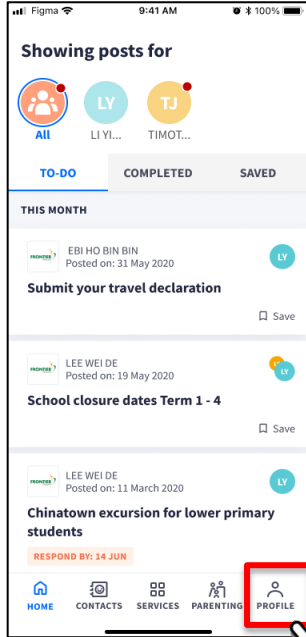 Figma 9:41 AM 100%
Showing posts for
LY TJ
All LI YI... TIMOT...
TO-DO COMPLETED SAVED
THIS MONTH
EBI HO BIN BIN
FRONTIER Posted on: 31 May 2020 LY
Submit your travel declaration
Save
LEE WEI DE
FRONTIER Posted on: 19 May 2020 LY
School closure dates Term 1 - 4
Save
LEE WEI DE
FRONTIER Posted on: 11 March 2020 LY
Chinatown excursion for lower primary
students
RESPOND BY: 14 JUN
HOME CONTACTS SERVICES PARENTING PROFILE